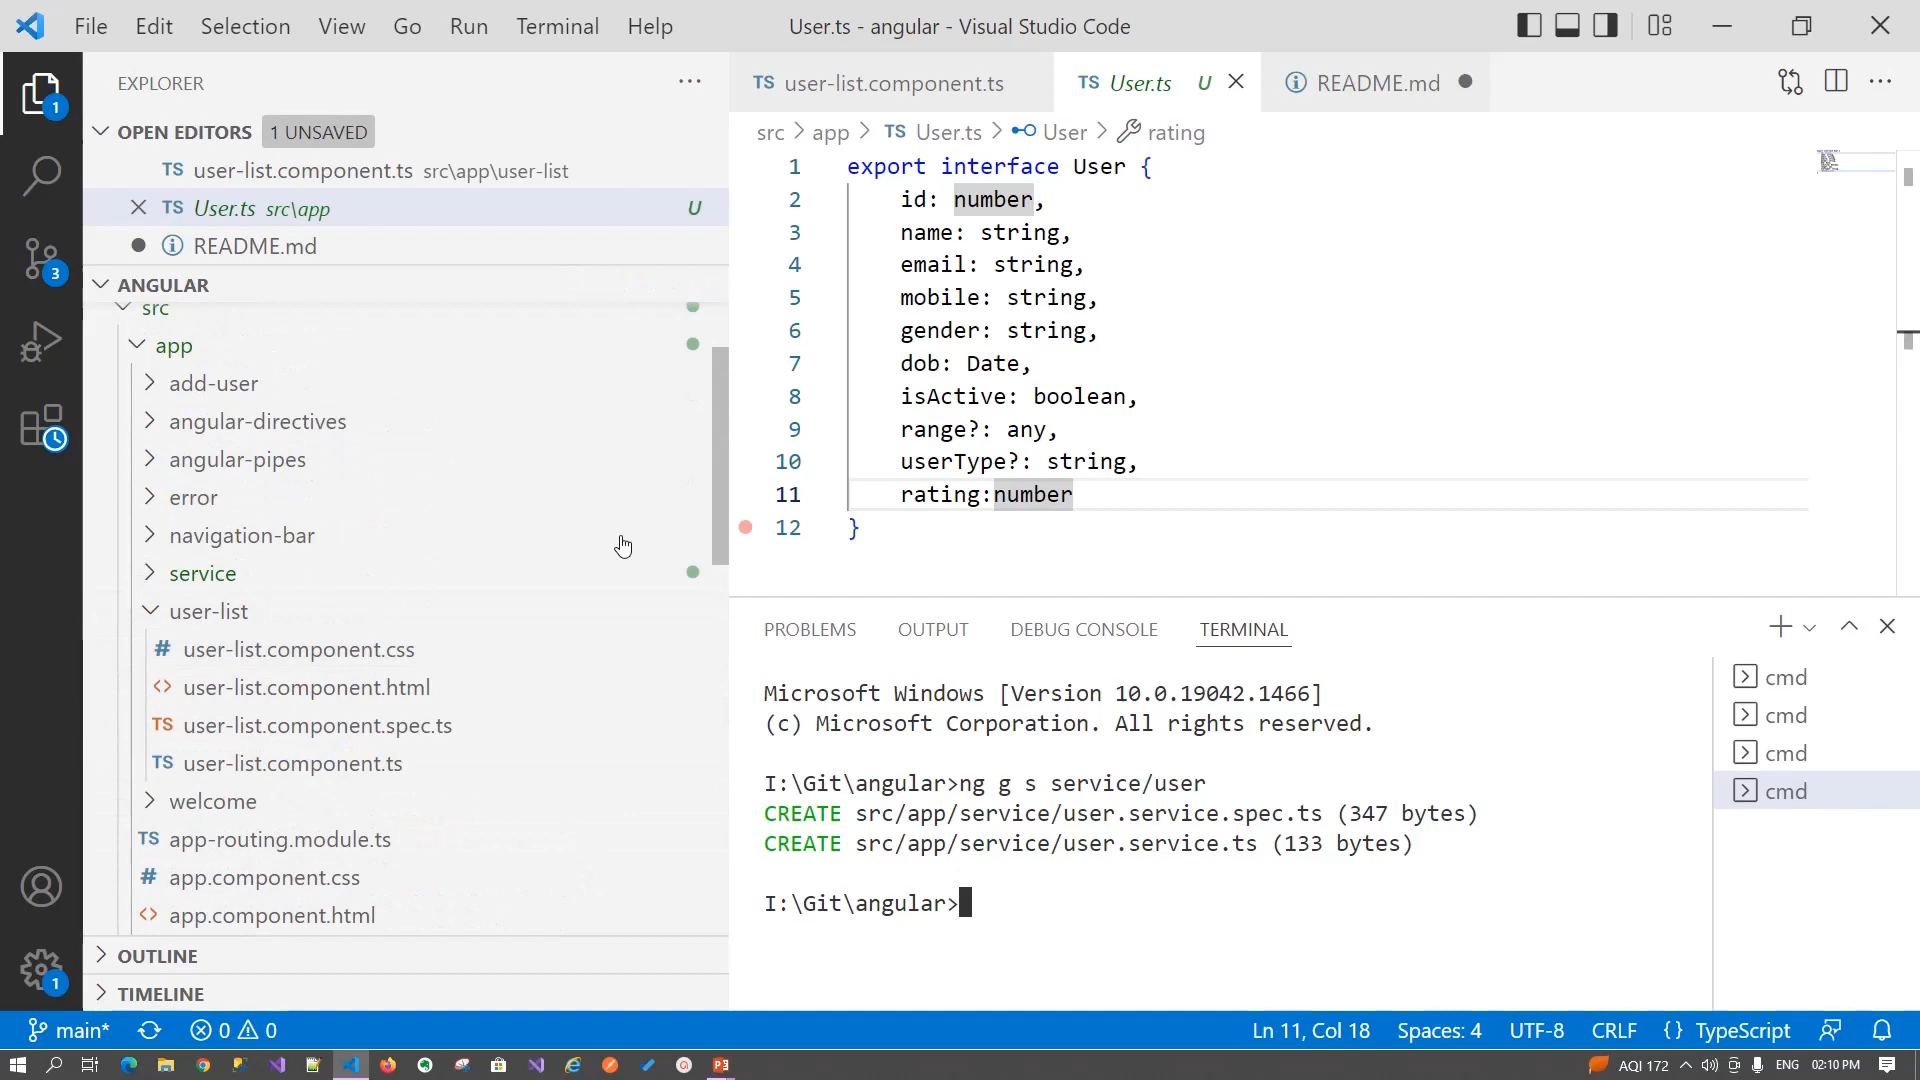 File Edit Selection View Go Run Terminal Help
User.ts - angular - Visual Studio Code
EXPLORER
OPEN EDITORS 1 UNSAVED
TS user-list.component.ts src\app\user-list
TS User.ts src\app U
README.md
ANGULAR
src
app
add-user
angular-directives
angular-pipes
error
navigation-bar
service
user-list
# user-list.component.css
<> user-list.component.html
TS user-list.component.spec.ts
TS user-list.component.ts
welcome
TS app-routing.module.ts
# app.component.css
<> app.component.html
OUTLINE
TIMELINE
1
3
1
TS user-list.component.ts
TS User.ts U
README.md
src > app > TS User.ts > User > rating
1 export interface User {
2 id: number,
3 name: string,
4 email: string,
5 mobile: string,
6 gender: string,
7 dob: Date,
8 isActive: boolean,
9 range?: any,
10 userType?: string,
11 rating:number
12 }
PROBLEMS OUTPUT DEBUG CONSOLE TERMINAL
Microsoft Windows [Version 10.0.19042.1466]
(c) Microsoft Corporation. All rights reserved.
I:\Git\angular>ng g s service/user
CREATE src/app/service/user.service.spec.ts (347 bytes)
CREATE src/app/service/user.service.ts (133 bytes)
I:\Git\angular>
cmd
cmd
cmd
cmd
main* 0 0
Ln 11, Col 18 Spaces: 4 UTF-8 CRLF {} TypeScript
AQI 172 ENG 02:10 PM